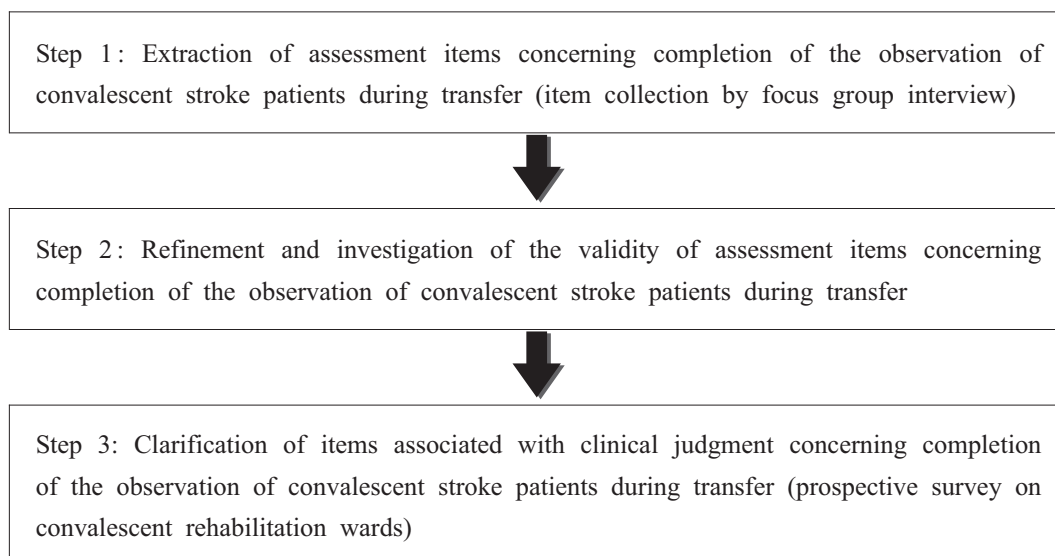 Step 1: Extraction of assessment items concerning completion of the observation of
convalescent stroke patients during transfer (item collection by focus group interview)
Step 2: Refinement and investigation of the validity of assessment items concerning
completion of the observation of convalescent stroke patients during transfer
Step 3: Clarification of items associated with clinical judgment concerning completion
of the observation of convalescent stroke patients during transfer (prospective survey on
convalescent rehabilitation wards)